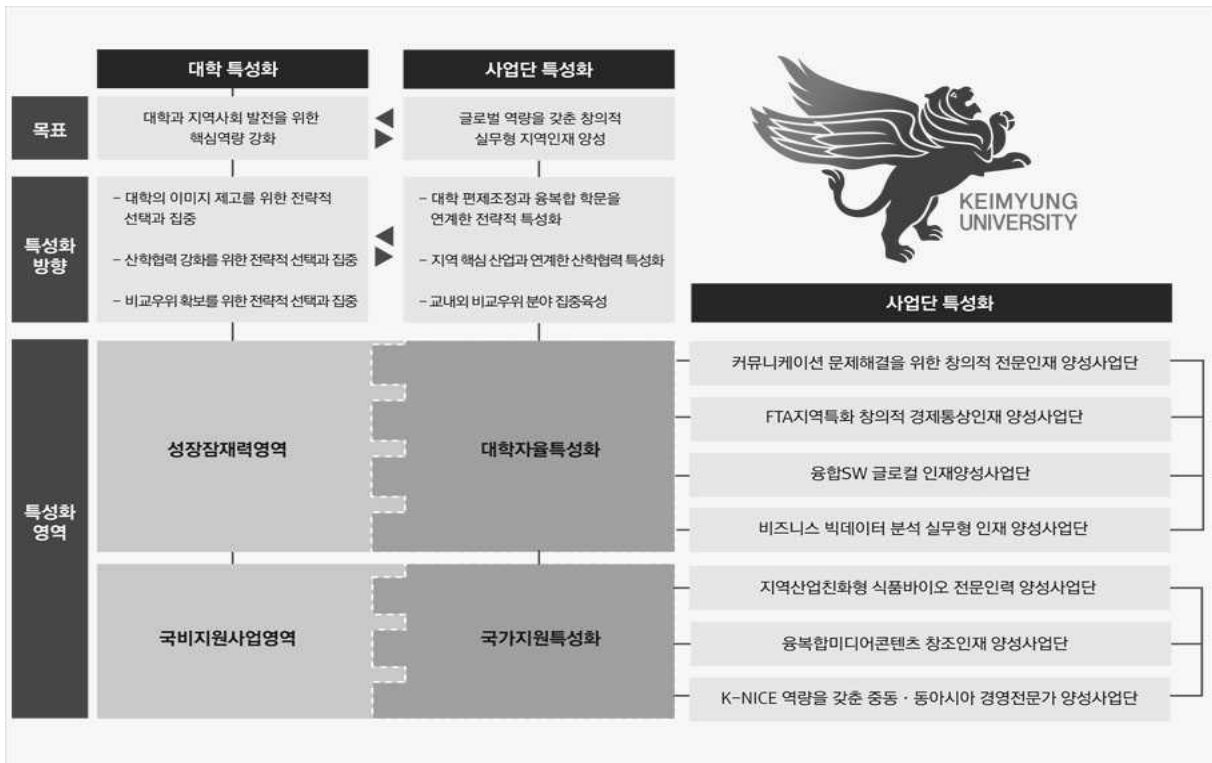 대학 특성화
사업단 특성화
목표
대학과 지역사회 발전을 위한
핵심역량 강화
글로벌 역량을 갖춘 창의적
실무형 지역인재 양성
KEIMYUNG
UNIVERSITY
특성화
방향
– 대학의 이미지 제고를 위한 전략적
선택과 집중
– 산학협력 강화를 위한 전략적 선택과 집중
– 비교우위 확보를 위한 전략적 선택과 집중
– 대학 편제조정과 융복합 학문을
연계한 전략적 특성화
– 지역 핵심 산업과 연계한 산학협력 특성화
– 교내외 비교우위 분야 집중육성
사업단 특성화
특성화
영역
성장잠재력영역
대학자율특성화
커뮤니케이션 문제해결을 위한 창의적 전문인재 양성사업단
FTA지역특화 창의적 경제통상인재 양성사업단
융합SW 글로컬 인재양성사업단
비즈니스 빅데이터 분석 실무형 인재 양성사업단
국비지원사업영역
국가지원특성화
지역산업친화형 식품바이오 전문인력 양성사업단
융복합미디어콘텐츠 창조인재 양성사업단
K-NICE 역량을 갖춘 중동 · 동아시아 경영전문가 양성사업단